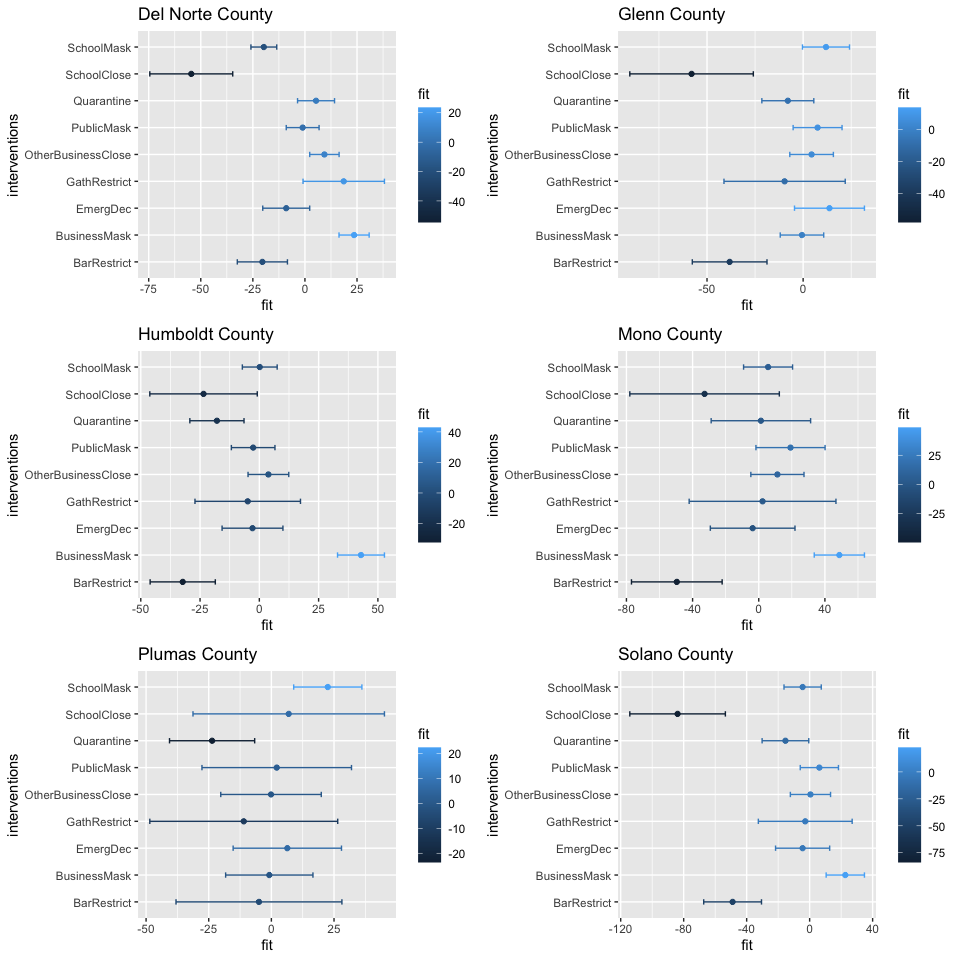 Del Norte County
interventions
SchoolMask
SchoolClose
Quarantine
PublicMask
OtherBusinessClose
GathRestrict
EmergDec
BusinessMask
BarRestrict
-75 -50 -25 0 25
fit
fit
20
0
-20
-40
Glenn County
interventions
SchoolMask
SchoolClose
Quarantine
PublicMask
OtherBusinessClose
GathRestrict
EmergDec
BusinessMask
BarRestrict
-50 0
fit
fit
0
-20
-40
Humboldt County
interventions
SchoolMask
SchoolClose
Quarantine
PublicMask
OtherBusinessClose
GathRestrict
EmergDec
BusinessMask
BarRestrict
-50 -25 0 25 50
fit
fit
40
20
0
-20
Mono County
interventions
SchoolMask
SchoolClose
Quarantine
PublicMask
OtherBusinessClose
GathRestrict
EmergDec
BusinessMask
BarRestrict
-80 -40 0 40
fit
fit
25
0
-25
Plumas County
interventions
SchoolMask
SchoolClose
Quarantine
PublicMask
OtherBusinessClose
GathRestrict
EmergDec
BusinessMask
BarRestrict
-50 -25 0 25
fit
fit
20
10
0
-10
-20
Solano County
interventions
SchoolMask
SchoolClose
Quarantine
PublicMask
OtherBusinessClose
GathRestrict
EmergDec
BusinessMask
BarRestrict
-120 -80 -40 0 40
fit
fit
0
-25
-50
-75